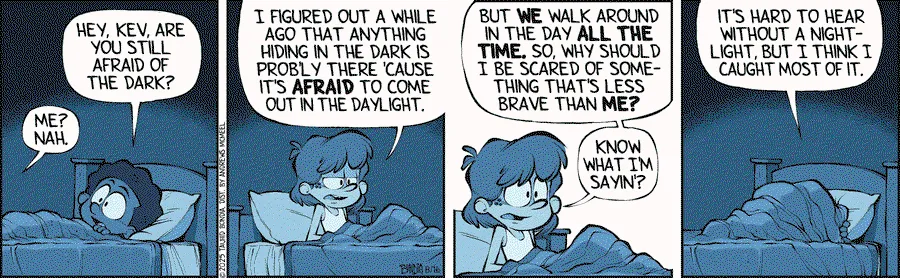 HEY, KEV, ARE
YOU STILL
AFRAID OF
THE DARK?
ME?
NAH.
I FIGURED OUT A WHILE
AGO THAT ANYTHING
HIDING IN THE DARK IS
PROB'LY THERE 'CAUSE
IT'S AFRAID TO COME
OUT IN THE DAYLIGHT.
BUT WE WALK AROUND
IN THE DAY ALL THE
TIME. SO, WHY SHOULD
I BE SCARED OF SOME-
THING THAT'S LESS
BRAVE THAN ME?
KNOW
WHAT I'M
SAYIN'?
IT'S HARD TO HEAR
WITHOUT A NIGHT-
LIGHT, BUT I THINK I
CAUGHT MOST OF IT.